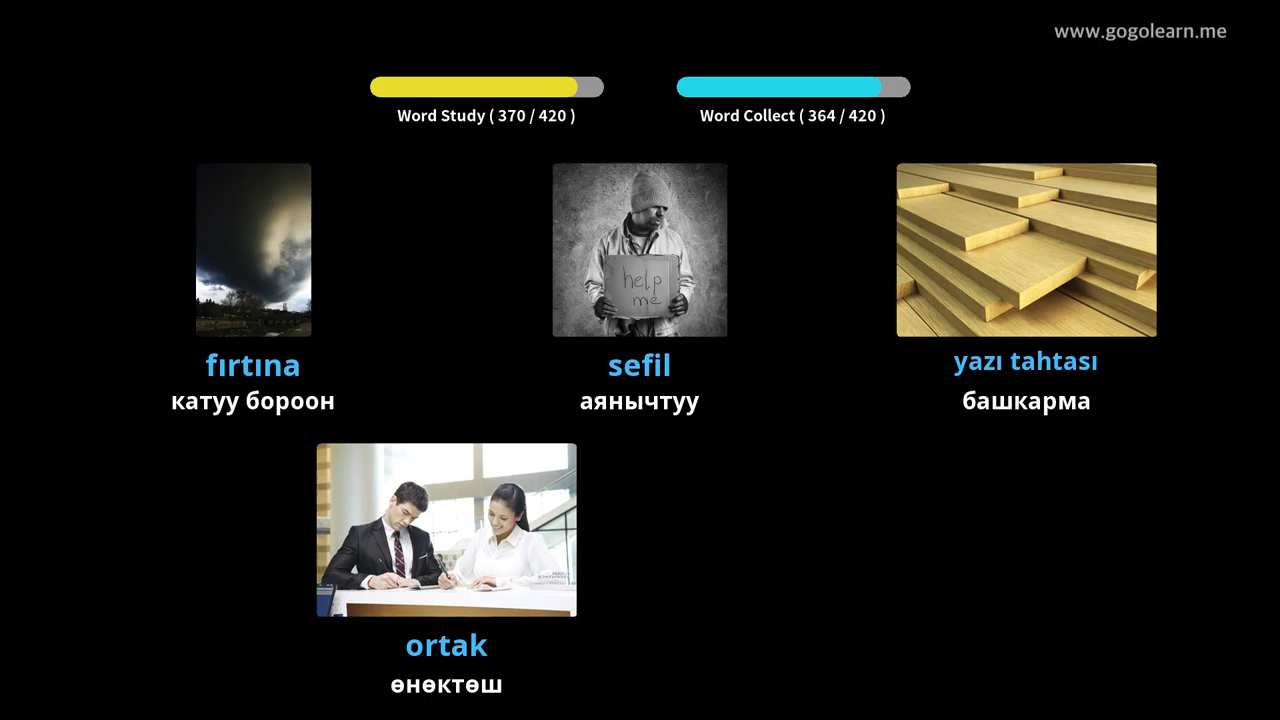 www.gogolearn.me
Word Study ( 370 / 420 )
Word Collect ( 364 / 420 )
help
me
fırtına
sefil
yazı tahtası
катуу бороон
аянычтуу
башкарма
ortak
өнөктөш